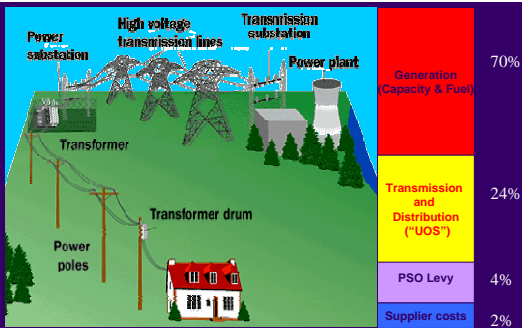 Power
substation
High voltage
transmission lines
Transmission
substation
Power plant
Transformer
Transformer drum
Power
poles
Generation
(Capacity & Fuel)
70%
Transmission
and
Distribution
("UOS")
24%
PSO Levy
4%
Supplier costs
2%